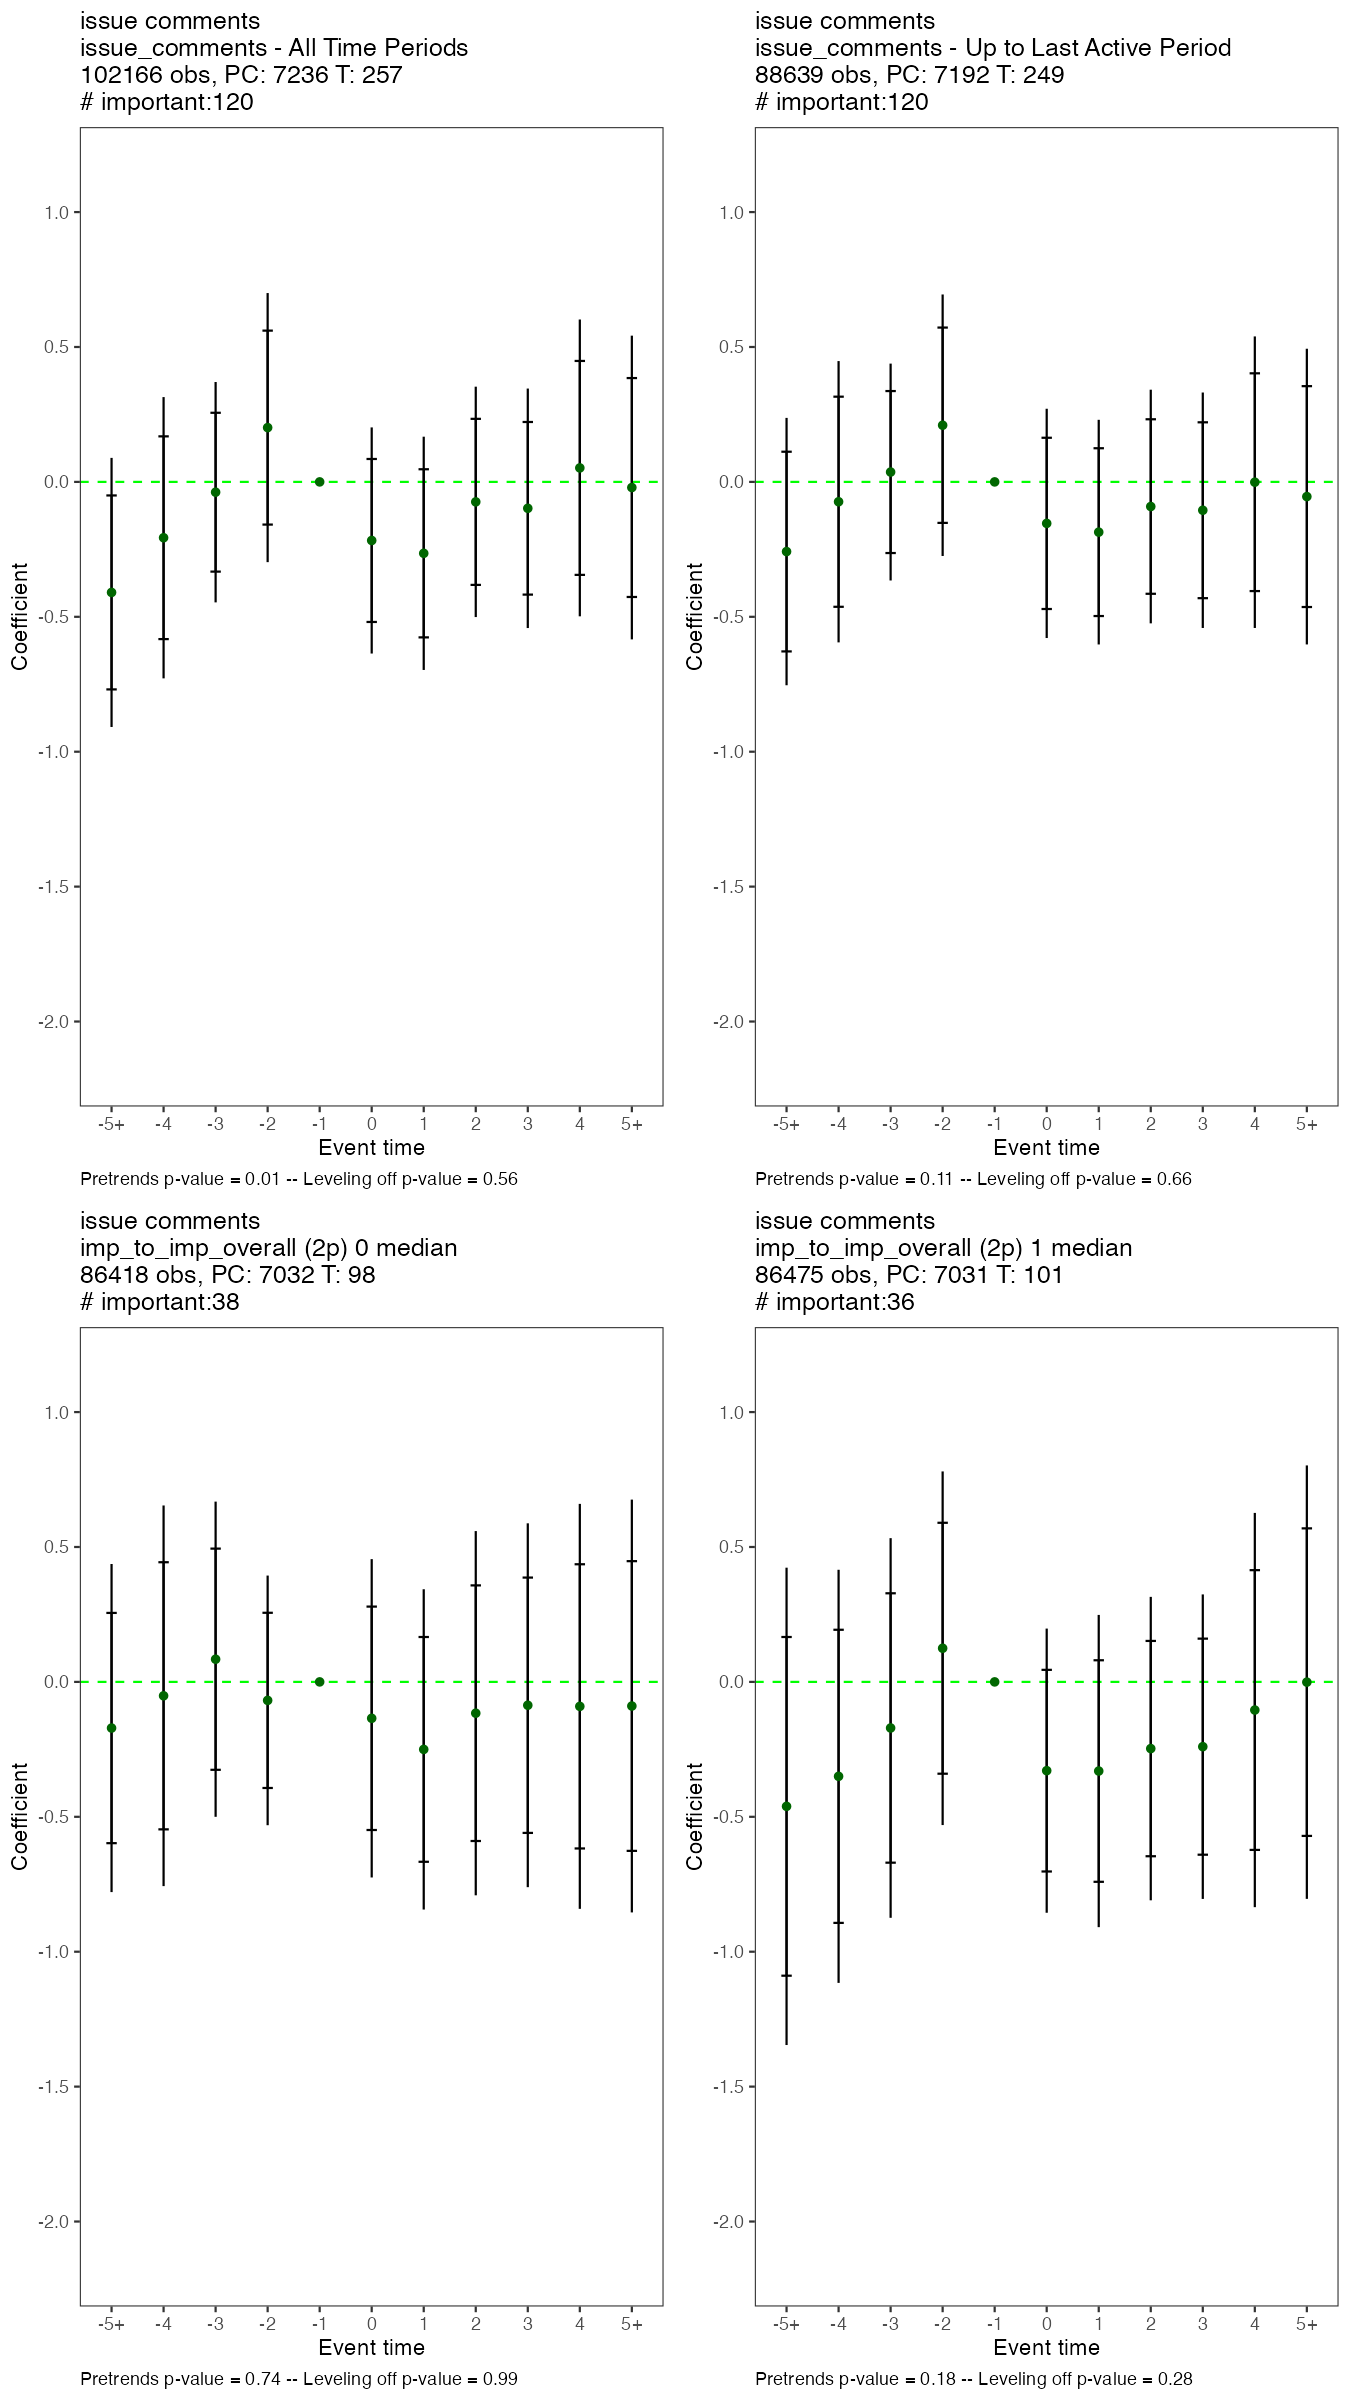 issue comments
issue_comments - All Time Periods
102166 obs, PC: 7236 T: 257
# important:120
1.0
0.5
0.0
-0.5
-1.0
-1.5
-2.0
Coefficient
-5+ -4 -3 -2 -1 0 1 2 3 4 5+
Event time
Pretrends p-value = 0.01 -- Leveling off p-value = 0.56
issue comments
issue_comments - Up to Last Active Period
88639 obs, PC: 7192 T: 249
# important:120
1.0
0.5
0.0
-0.5
-1.0
-1.5
-2.0
Coefficient
-5+ -4 -3 -2 -1 0 1 2 3 4 5+
Event time
Pretrends p-value = 0.11 -- Leveling off p-value = 0.66
issue comments
imp_to_imp_overall (2p) 0 median
86418 obs, PC: 7032 T: 98
# important:38
1.0
0.5
0.0
-0.5
-1.0
-1.5
-2.0
Coefficient
-5+ -4 -3 -2 -1 0 1 2 3 4 5+
Event time
Pretrends p-value = 0.74 -- Leveling off p-value = 0.99
issue comments
imp_to_imp_overall (2p) 1 median
86475 obs, PC: 7031 T: 101
# important:36
1.0
0.5
0.0
-0.5
-1.0
-1.5
-2.0
Coefficient
-5+ -4 -3 -2 -1 0 1 2 3 4 5+
Event time
Pretrends p-value = 0.18 -- Leveling off p-value = 0.28